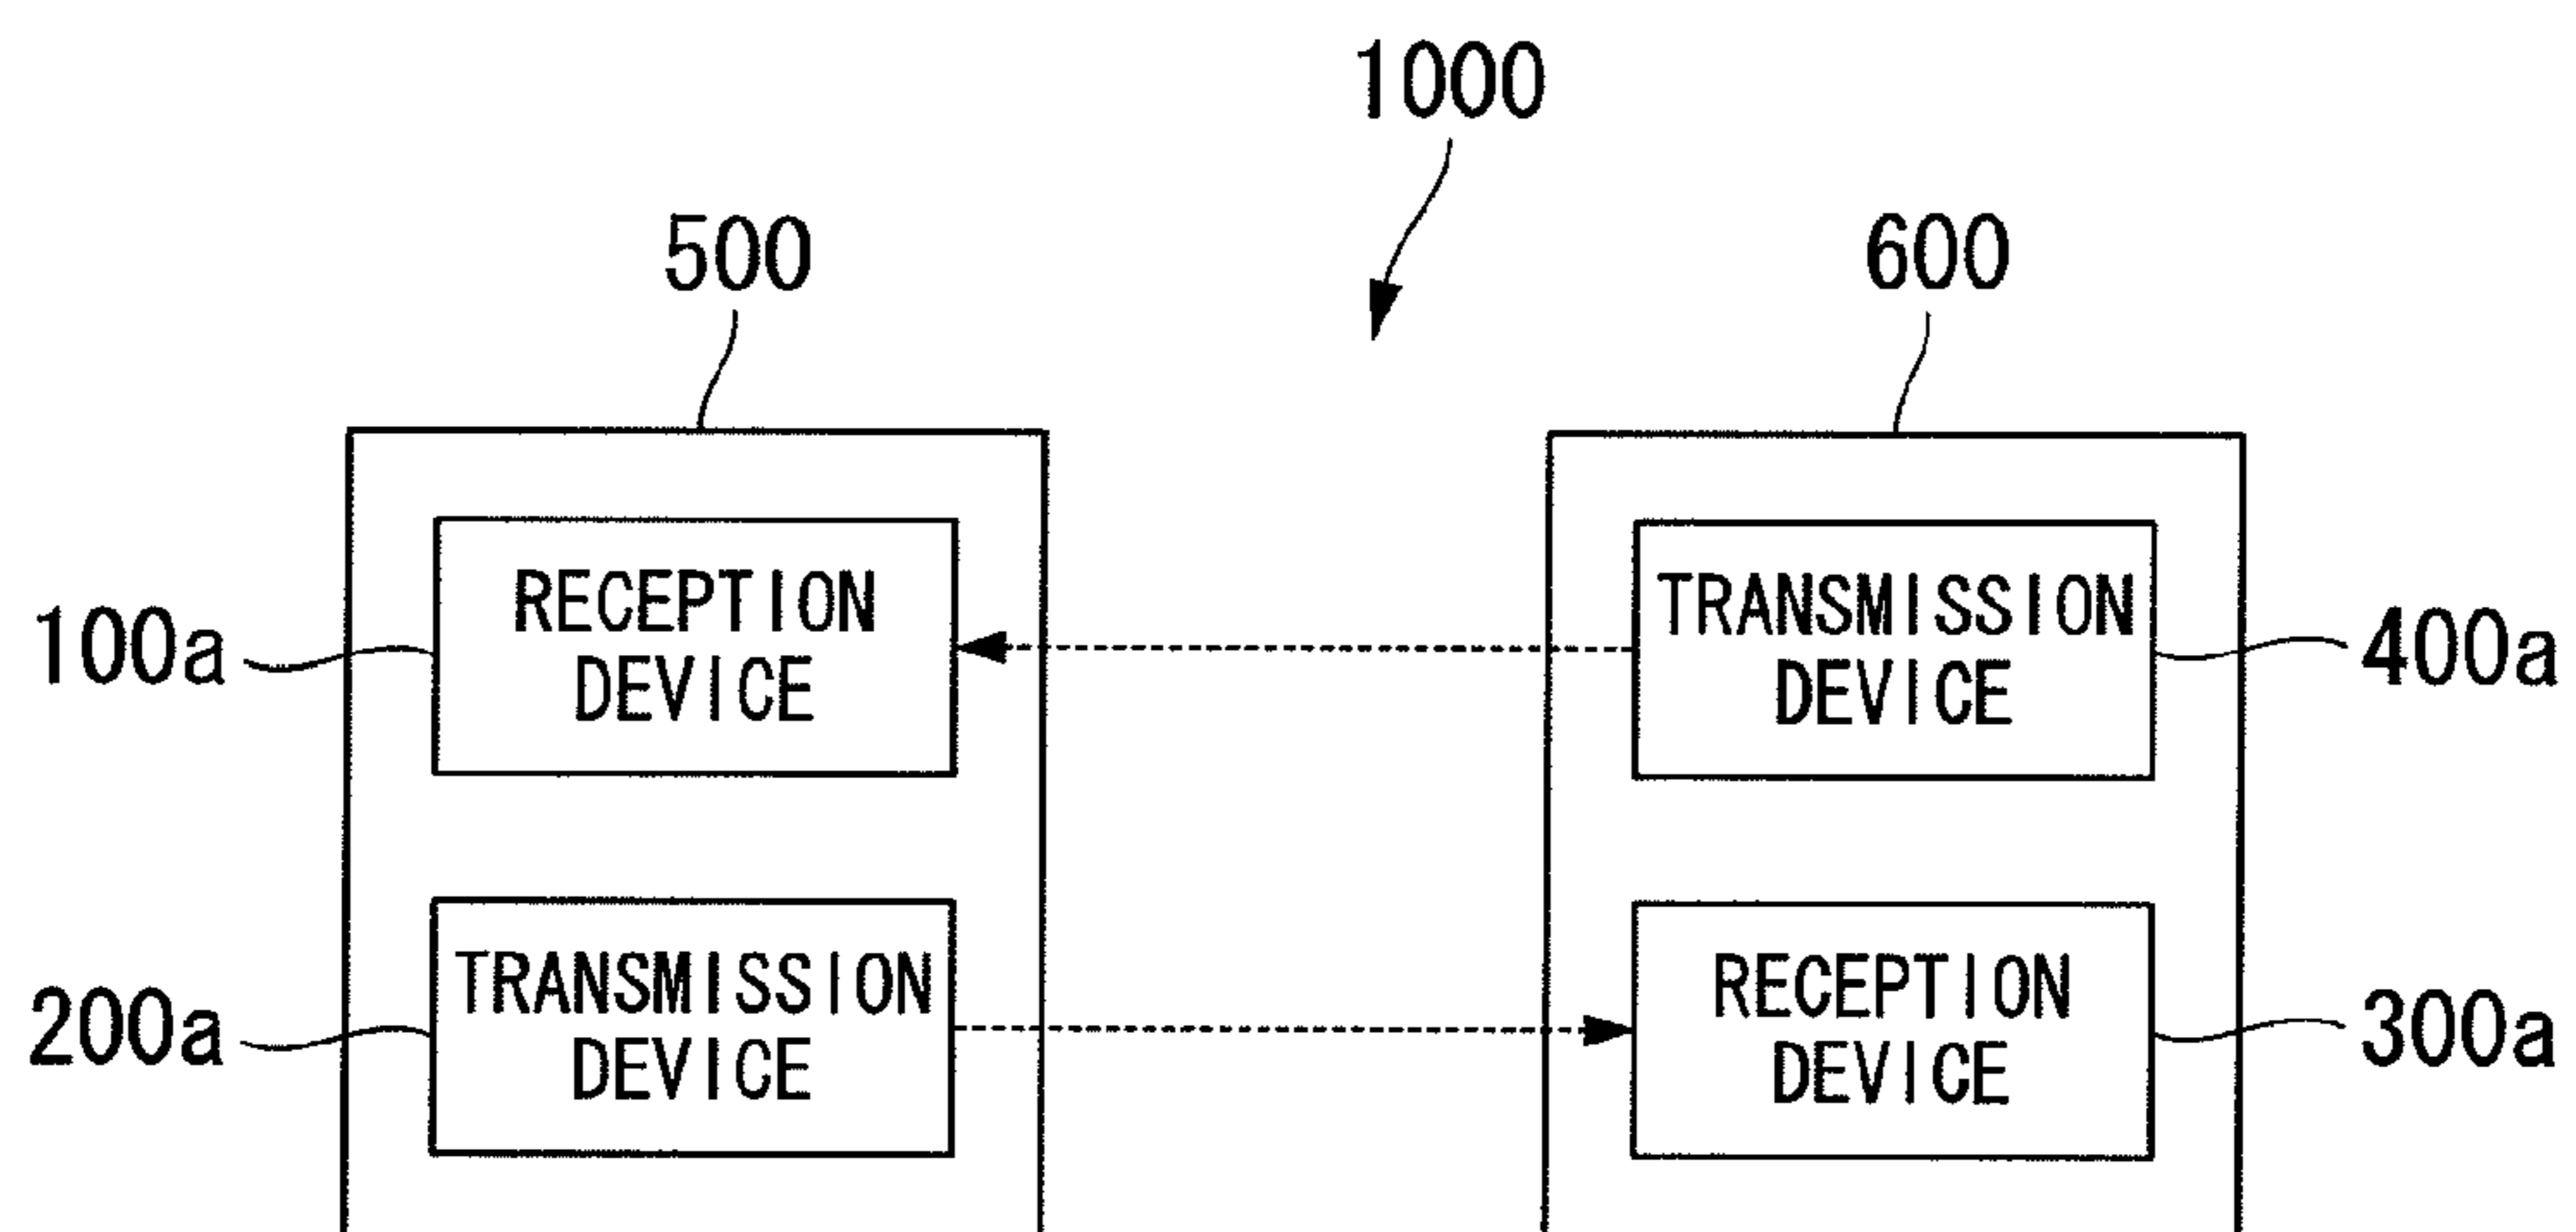 1000
500
600
100a
RECEPTION
DEVICE
TRANSMISSION
DEVICE
400a
200a
TRANSMISSION
DEVICE
RECEPTION
DEVICE
300a